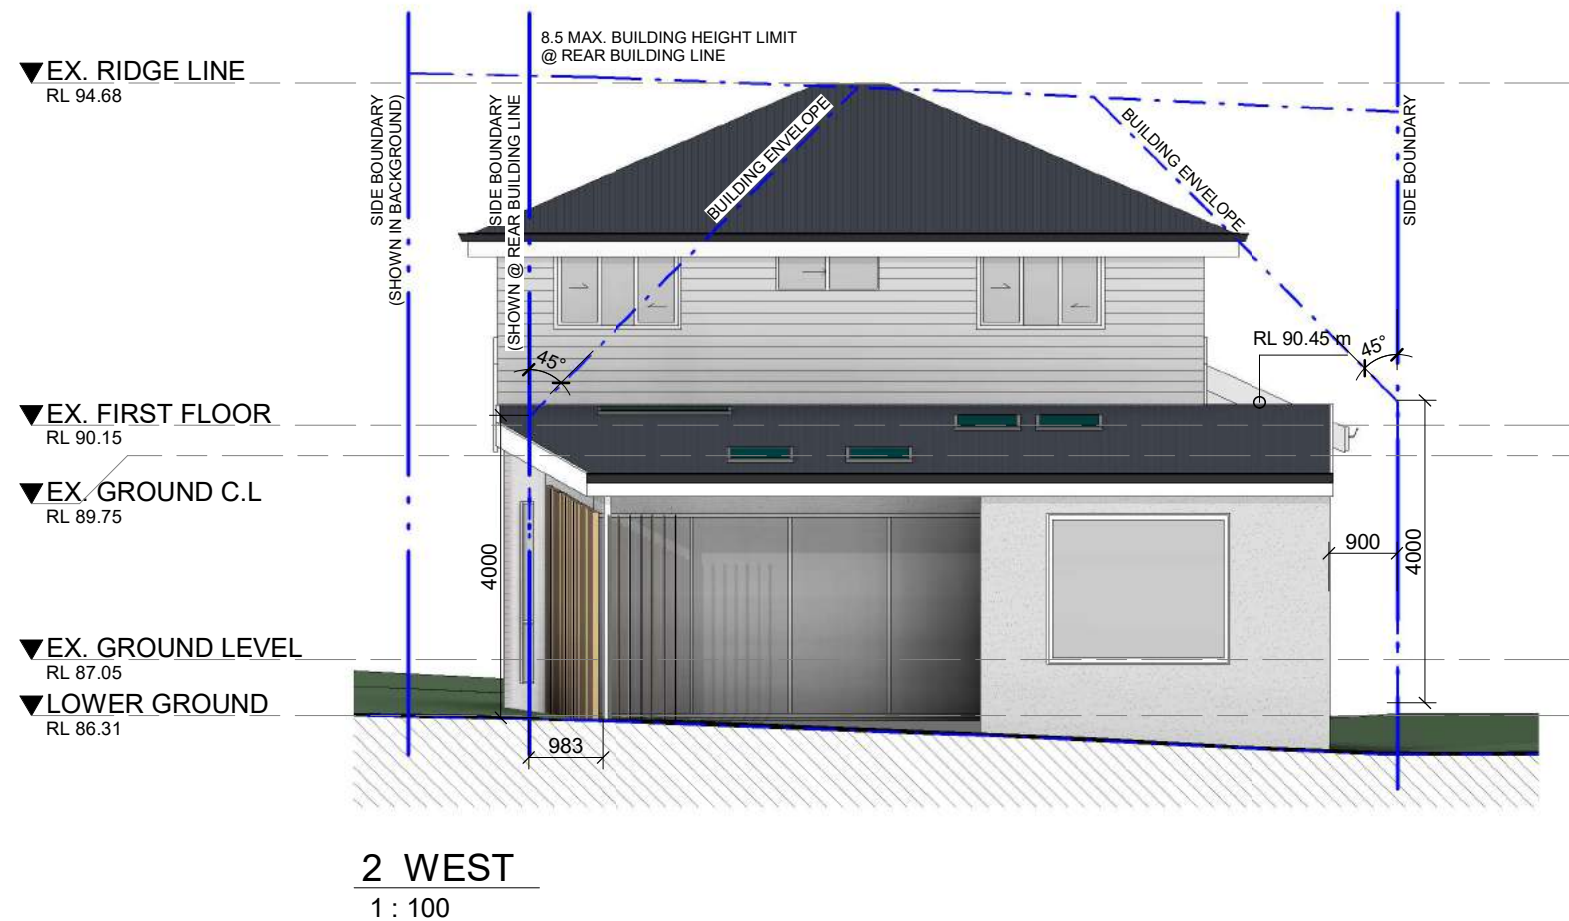 8.5 MAX. BUILDING HEIGHT LIMIT
@ REAR BUILDING LINE
EX. RIDGE LINE
RL 94.68
SIDE BOUNDARY
(SHOWN IN BACKGROUND)
SIDE BOUNDARY
(SHOWN @ REAR BUILDING LINE
BUILDING ENVELOPE
BUILDING ENVELOPE
SIDE BOUNDARY
45°
RL 90.45 m
45°
EX. FIRST FLOOR
RL 90.15
EX. GROUND C.L
RL 89.75
4000
900
4000
EX. GROUND LEVEL
RL 87.05
LOWER GROUND
RL 86.31
983
2 WEST
1 : 100